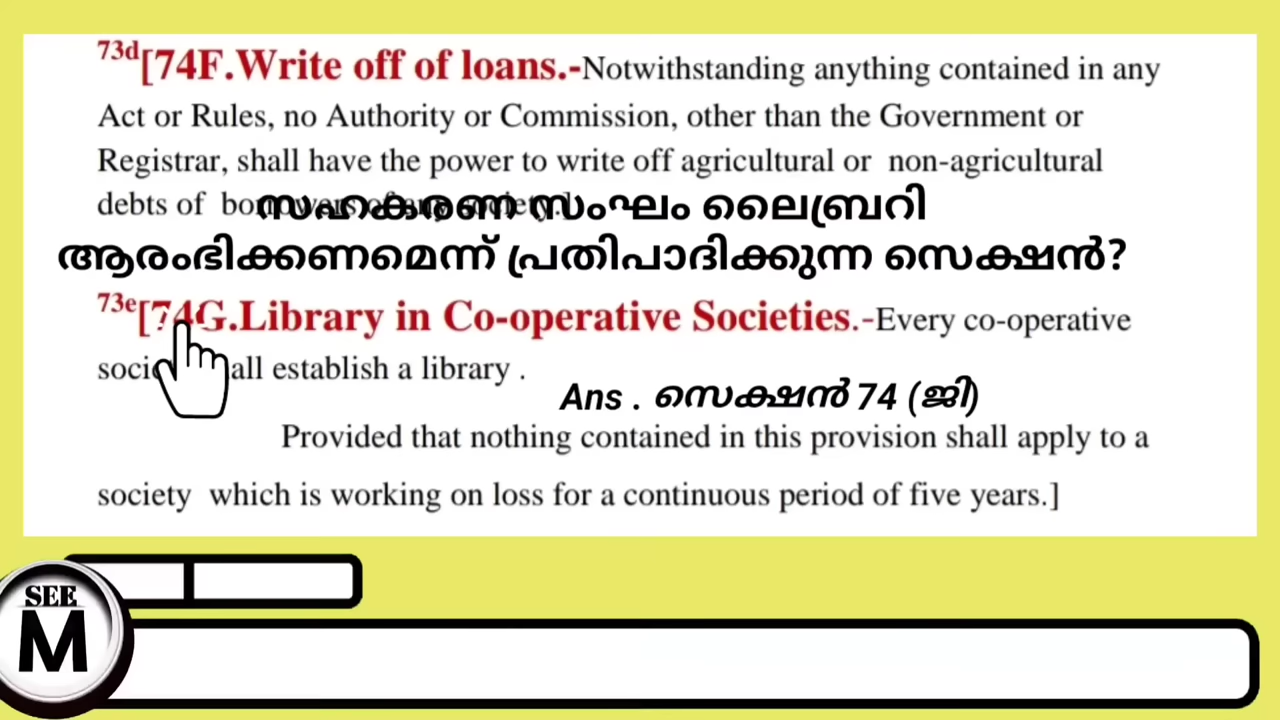 73d[74F.Write off of loans.-Notwithstanding anything contained in any
Act or Rules, no Authority or Commission, other than the Government or
Registrar, shall have the power to write off agricultural or non-agricultural
debts of borrowers of any society.]
സഹകരണ സംഘം ലൈബ്രറി
ആരംഭിക്കണമെന്ന് പ്രതിപാദിക്കുന്ന സെക്ഷൻ?
73e[74G.Library in Co-operative Societies.-Every co-operative
all establish a library .
Ans . സെക്ഷൻ 74 (ജി)
Provided that nothing contained in this provision shall apply to a
society which is working on loss for a continuous period of five years.]
SEE
M